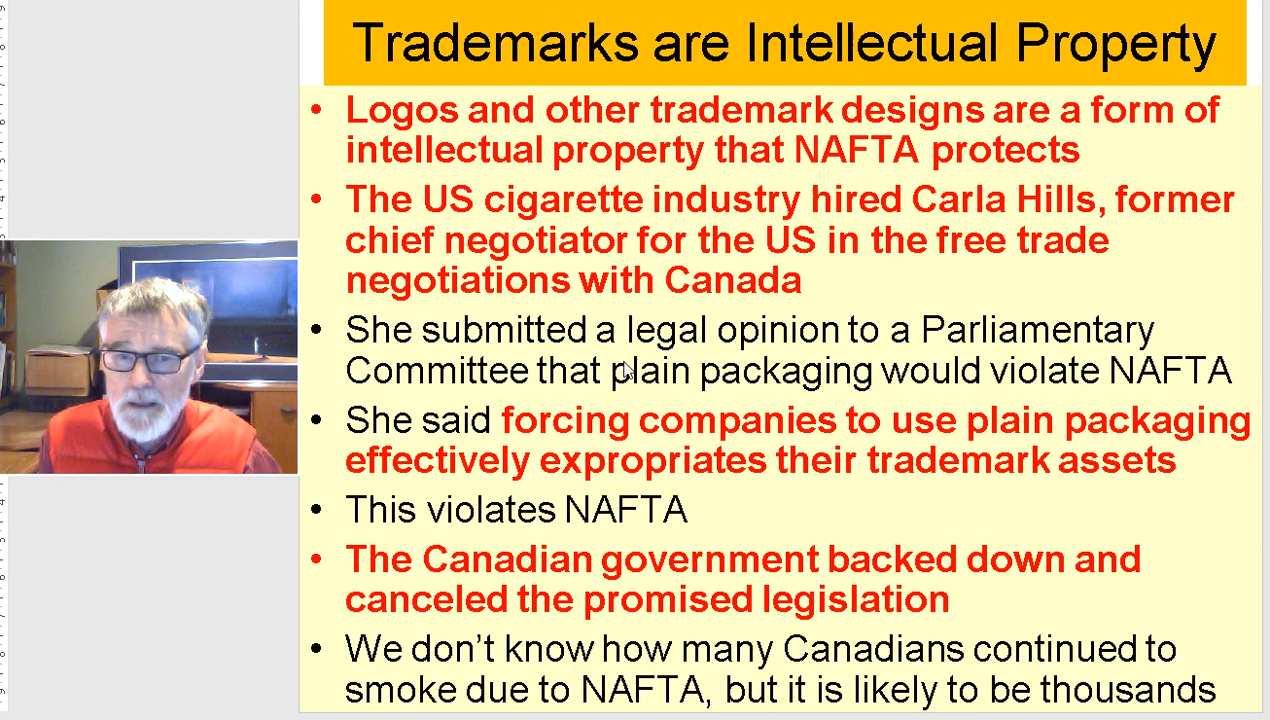 Trademarks are Intellectual Property
• Logos and other trademark designs are a form of
intellectual property that NAFTA protects
• The US cigarette industry hired Carla Hills, former
chief negotiator for the US in the free trade
negotiations with Canada
• She submitted a legal opinion to a Parliamentary
Committee that plain packaging would violate NAFTA
• She said forcing companies to use plain packaging
effectively expropriates their trademark assets
• This violates NAFTA
• The Canadian government backed down and
canceled the promised legislation
• We don't know how many Canadians continued to
smoke due to NAFTA, but it is likely to be thousands